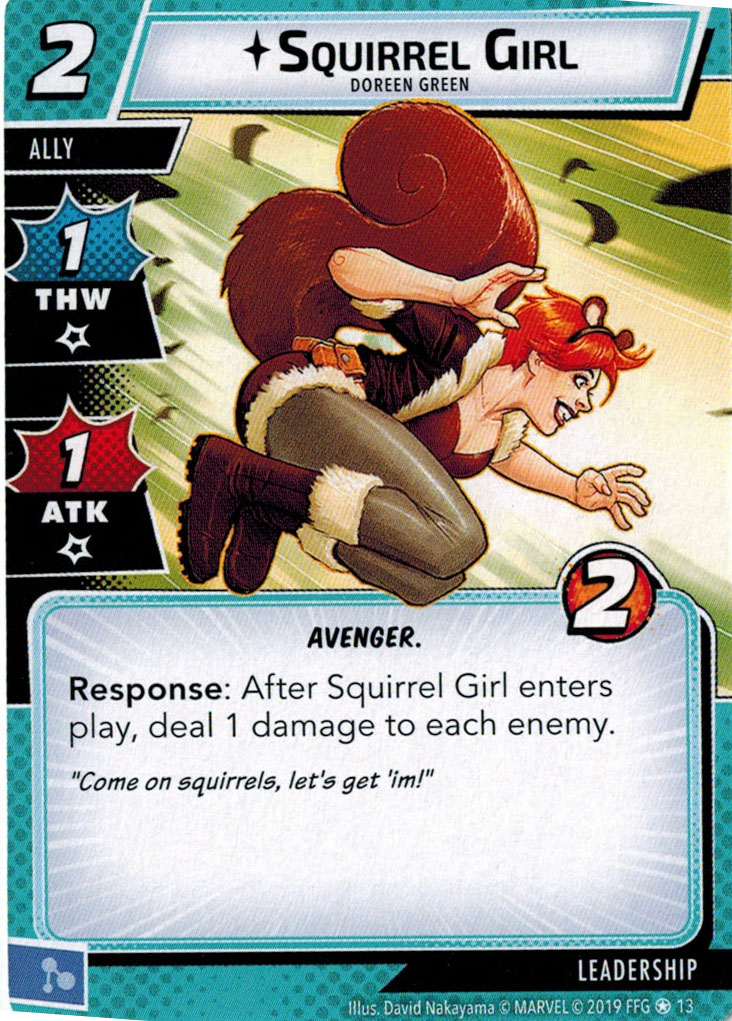 2
SQUIRREL GIRL
DOREEN GREEN
ALLY
1
THW
1
ATK
2
AVENGER.
Response: After Squirrel Girl enters
play, deal 1 damage to each enemy.
"Come on squirrels, let's get 'im!"
LEADERSHIP
Illus. David Nakayama © MARVEL © 2019 FFG 13